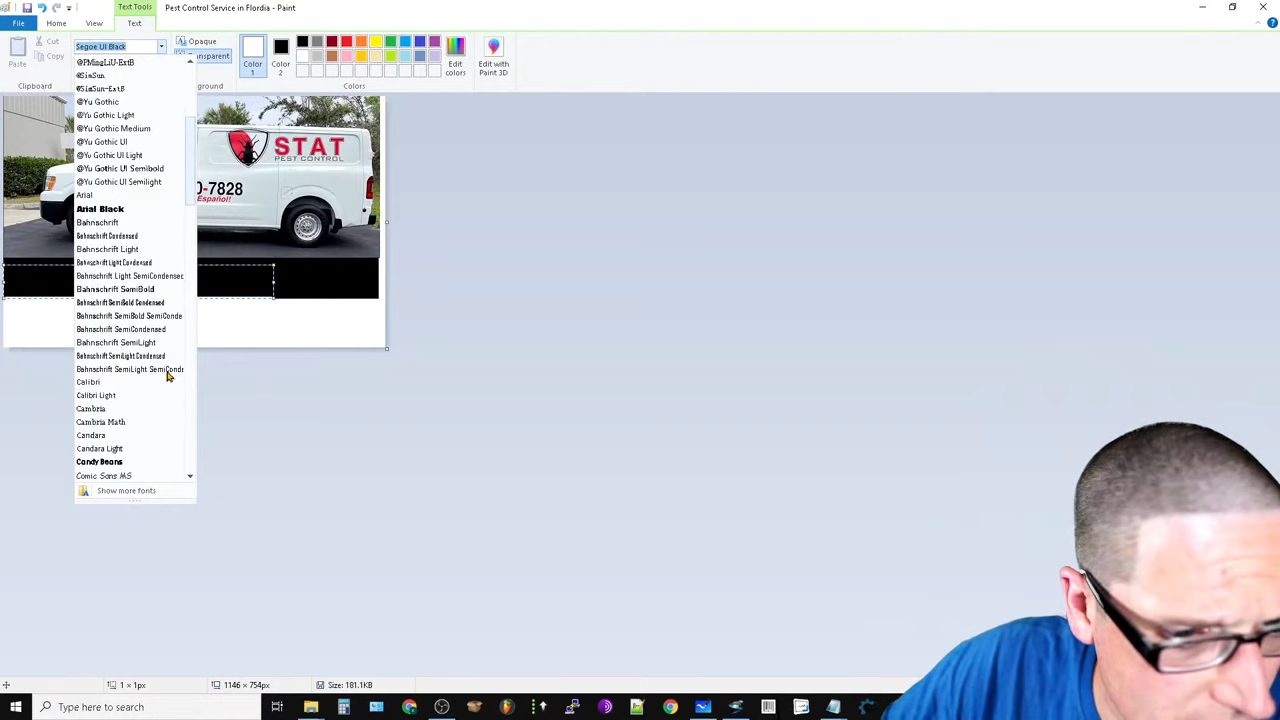 Text Tools
Pest Control Service in Flordia - Paint
File
Home
View
Text
Paste
Cut
Copy
Clipboard
Segoe UI Black
Opaque
Transparent
ground
Color 1
Color 2
Edit colors
Edit with Paint 3D
Colors
@PMingLiU-ExtB
@SimSun
@SimSun-ExtB
@Yu Gothic
@Yu Gothic Light
@Yu Gothic Medium
@Yu Gothic UI
@Yu Gothic UI Light
@Yu Gothic UI Semibold
@Yu Gothic UI Semilight
Arial
Arial Black
Bahnschrift
Bahnschrift Condensed
Bahnschrift Light
Bahnschrift Light Condensed
Bahnschrift Light SemiCondensed
Bahnschrift SemiBold
Bahnschrift SemiBold Condensed
Bahnschrift SemiBold SemiConde
Bahnschrift SemiCondensed
Bahnschrift SemiLight
Bahnschrift SemiLight Condensed
Bahnschrift SemiLight SemiConde
Calibri
Calibri Light
Cambria
Cambria Math
Candara
Candara Light
Candy Beans
Comic Sans MS
Show more fonts
STAT
PEST CONTROL
0-7828
Español!
1 × 1px
1146 × 754px
Size: 181.1KB
Type here to search